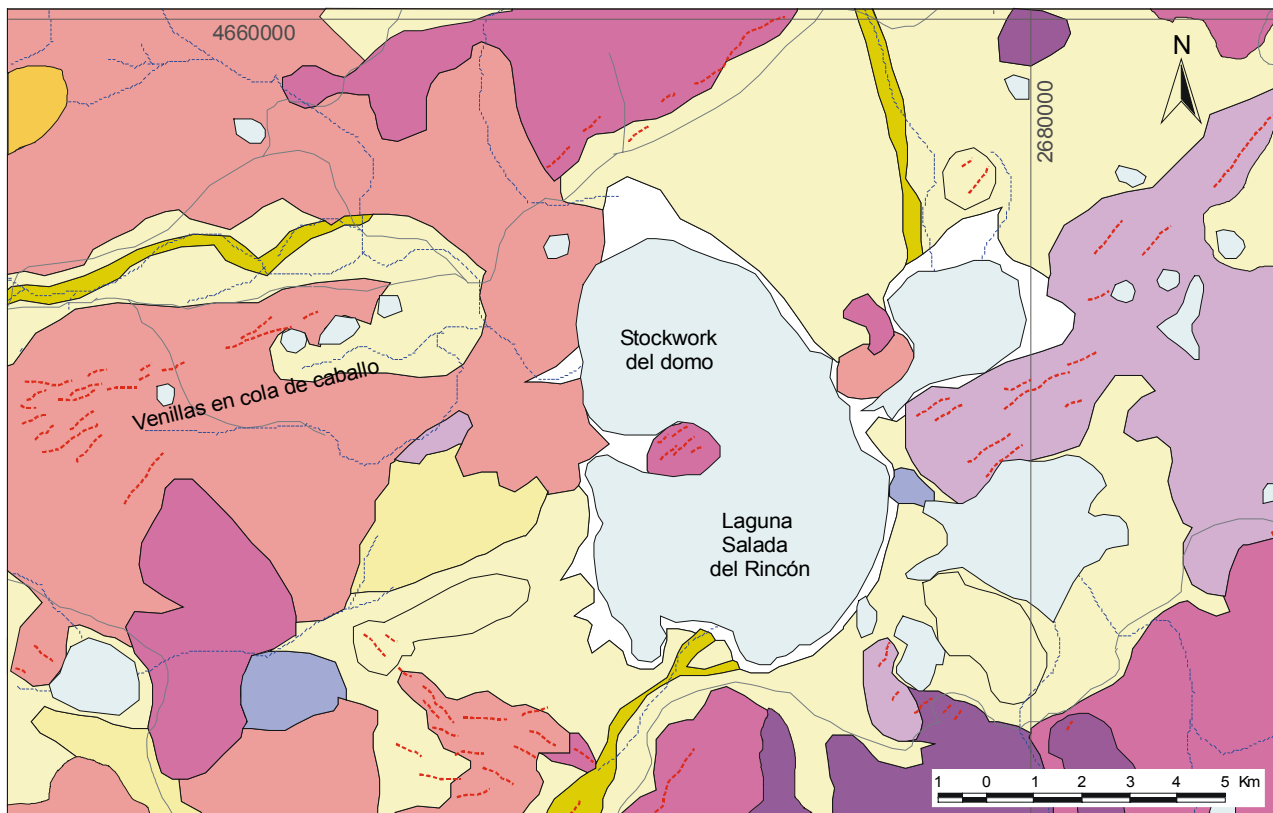 4660000
N
2680000
Stockwork
del domo
Venillas en cola de caballo
Laguna
Salada
del Rincón
1 0 1 2 3 4 5 Km